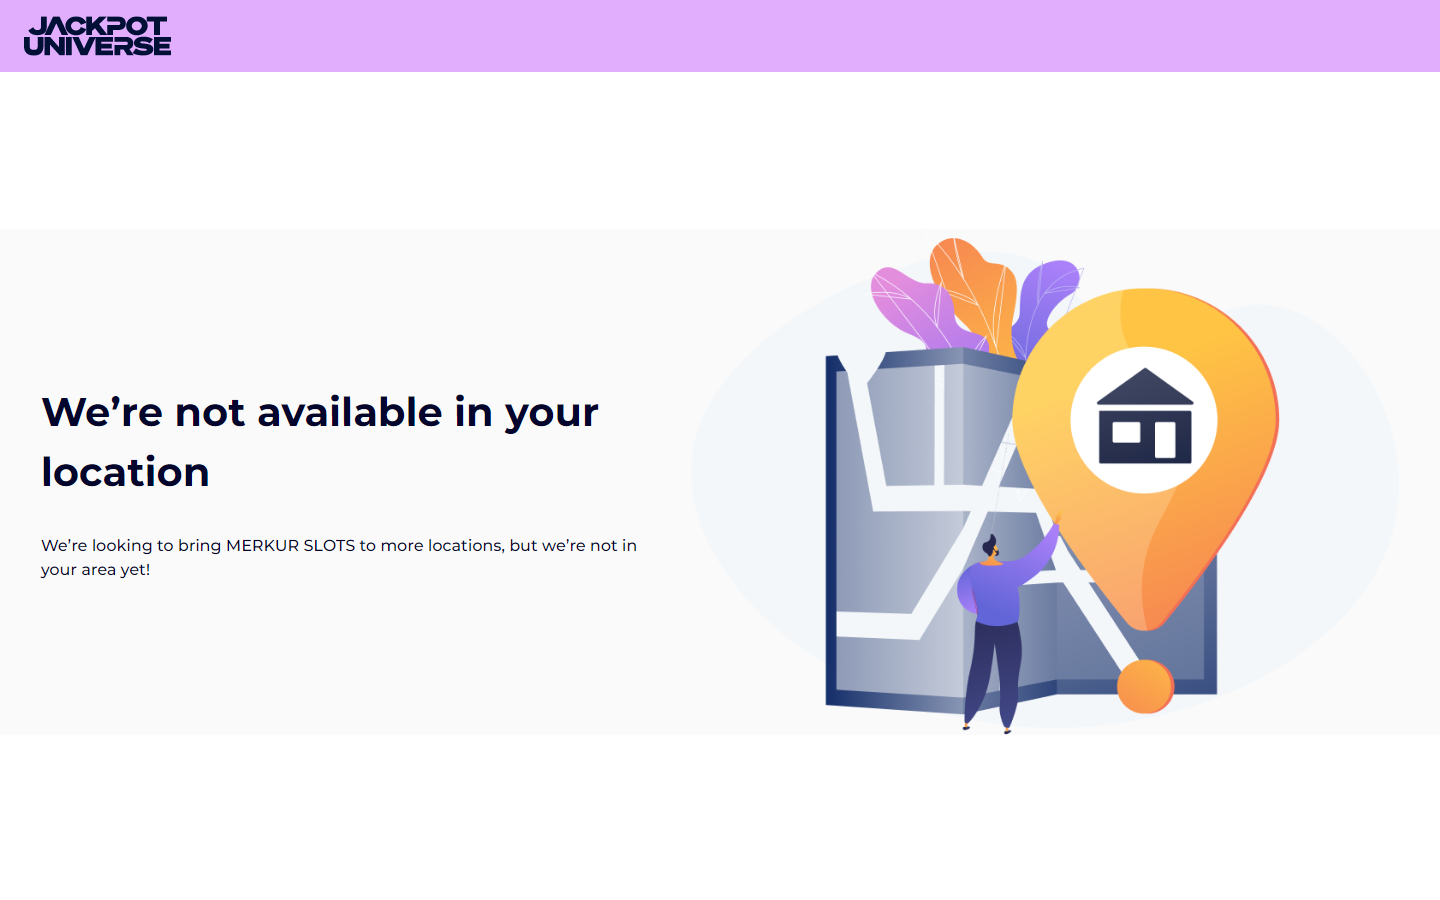 JACKPOT
UNIVERSE
We’re not available in your
location
We’re looking to bring MERKUR SLOTS to more locations, but we’re not in
your area yet!